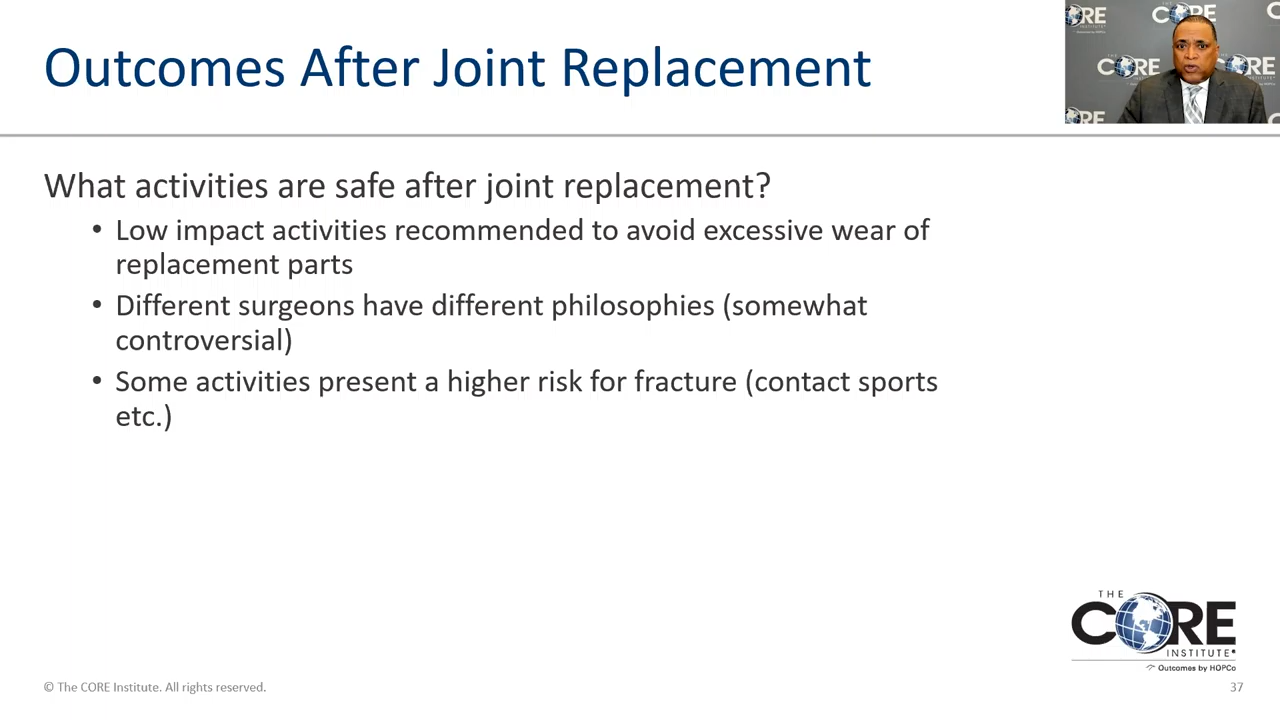 Outcomes After Joint Replacement
What activities are safe after joint replacement?
• Low impact activities recommended to avoid excessive wear of
replacement parts
• Different surgeons have different philosophies (somewhat
controversial)
• Some activities present a higher risk for fracture (contact sports
etc.)
THE
CORE
INSTITUTE®
Outcomes by HOPCo
© The CORE Institute. All rights reserved.
37